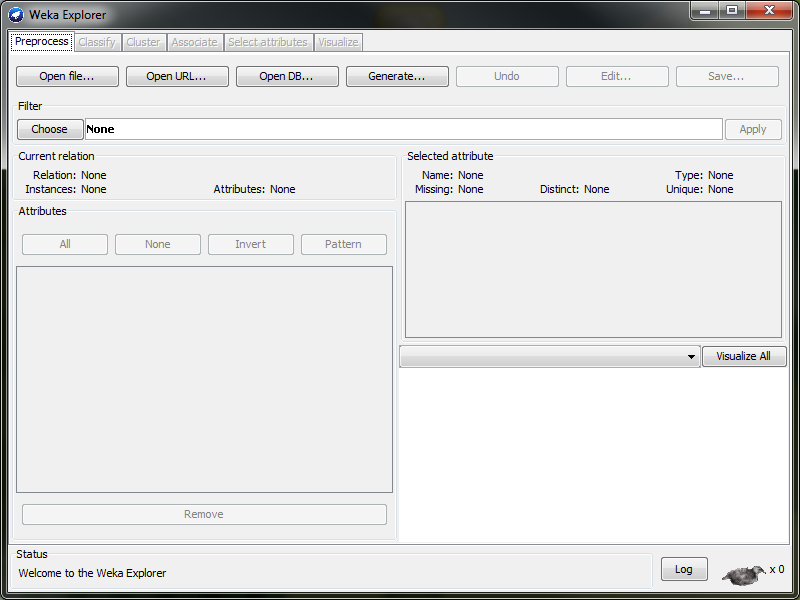 Weka Explorer
Preprocess Classify Cluster Associate Select attributes Visualize
Open file... Open URL... Open DB... Generate... Undo Edit... Save...
Filter
Choose None Apply
Current relation
Relation: None
Instances: None Attributes: None
Selected attribute
Name: None Type: None
Missing: None Distinct: None Unique: None
Attributes
All None Invert Pattern
Visualize All
Remove
Status
Welcome to the Weka Explorer
Log x 0